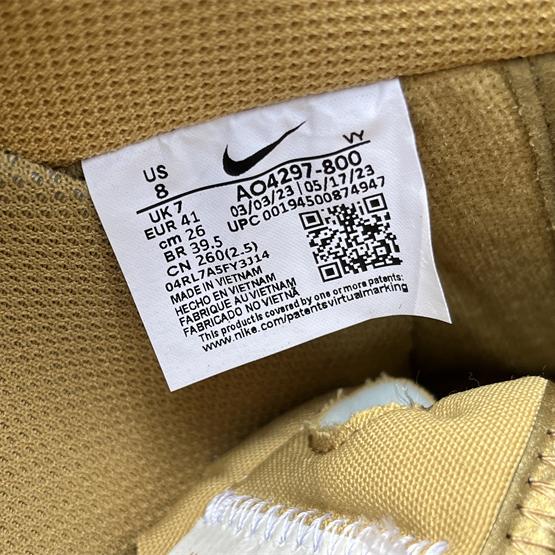 US
8
VY
AO4297-800
UK 7
03/03/23 | 05/17/23
EUR 41
UPC 00194500874947
cm 26
BR 39.5
CN 260(2.5)
04RL7A5FY3J14
MADE IN VIETNAM
HECHO EN VIETNAM
FABRIQUE AU VIETNAM
FABRICADO NO VIETNÃ
This product is covered by one or more patents:
www.nike.com/patentsvirtualmarking